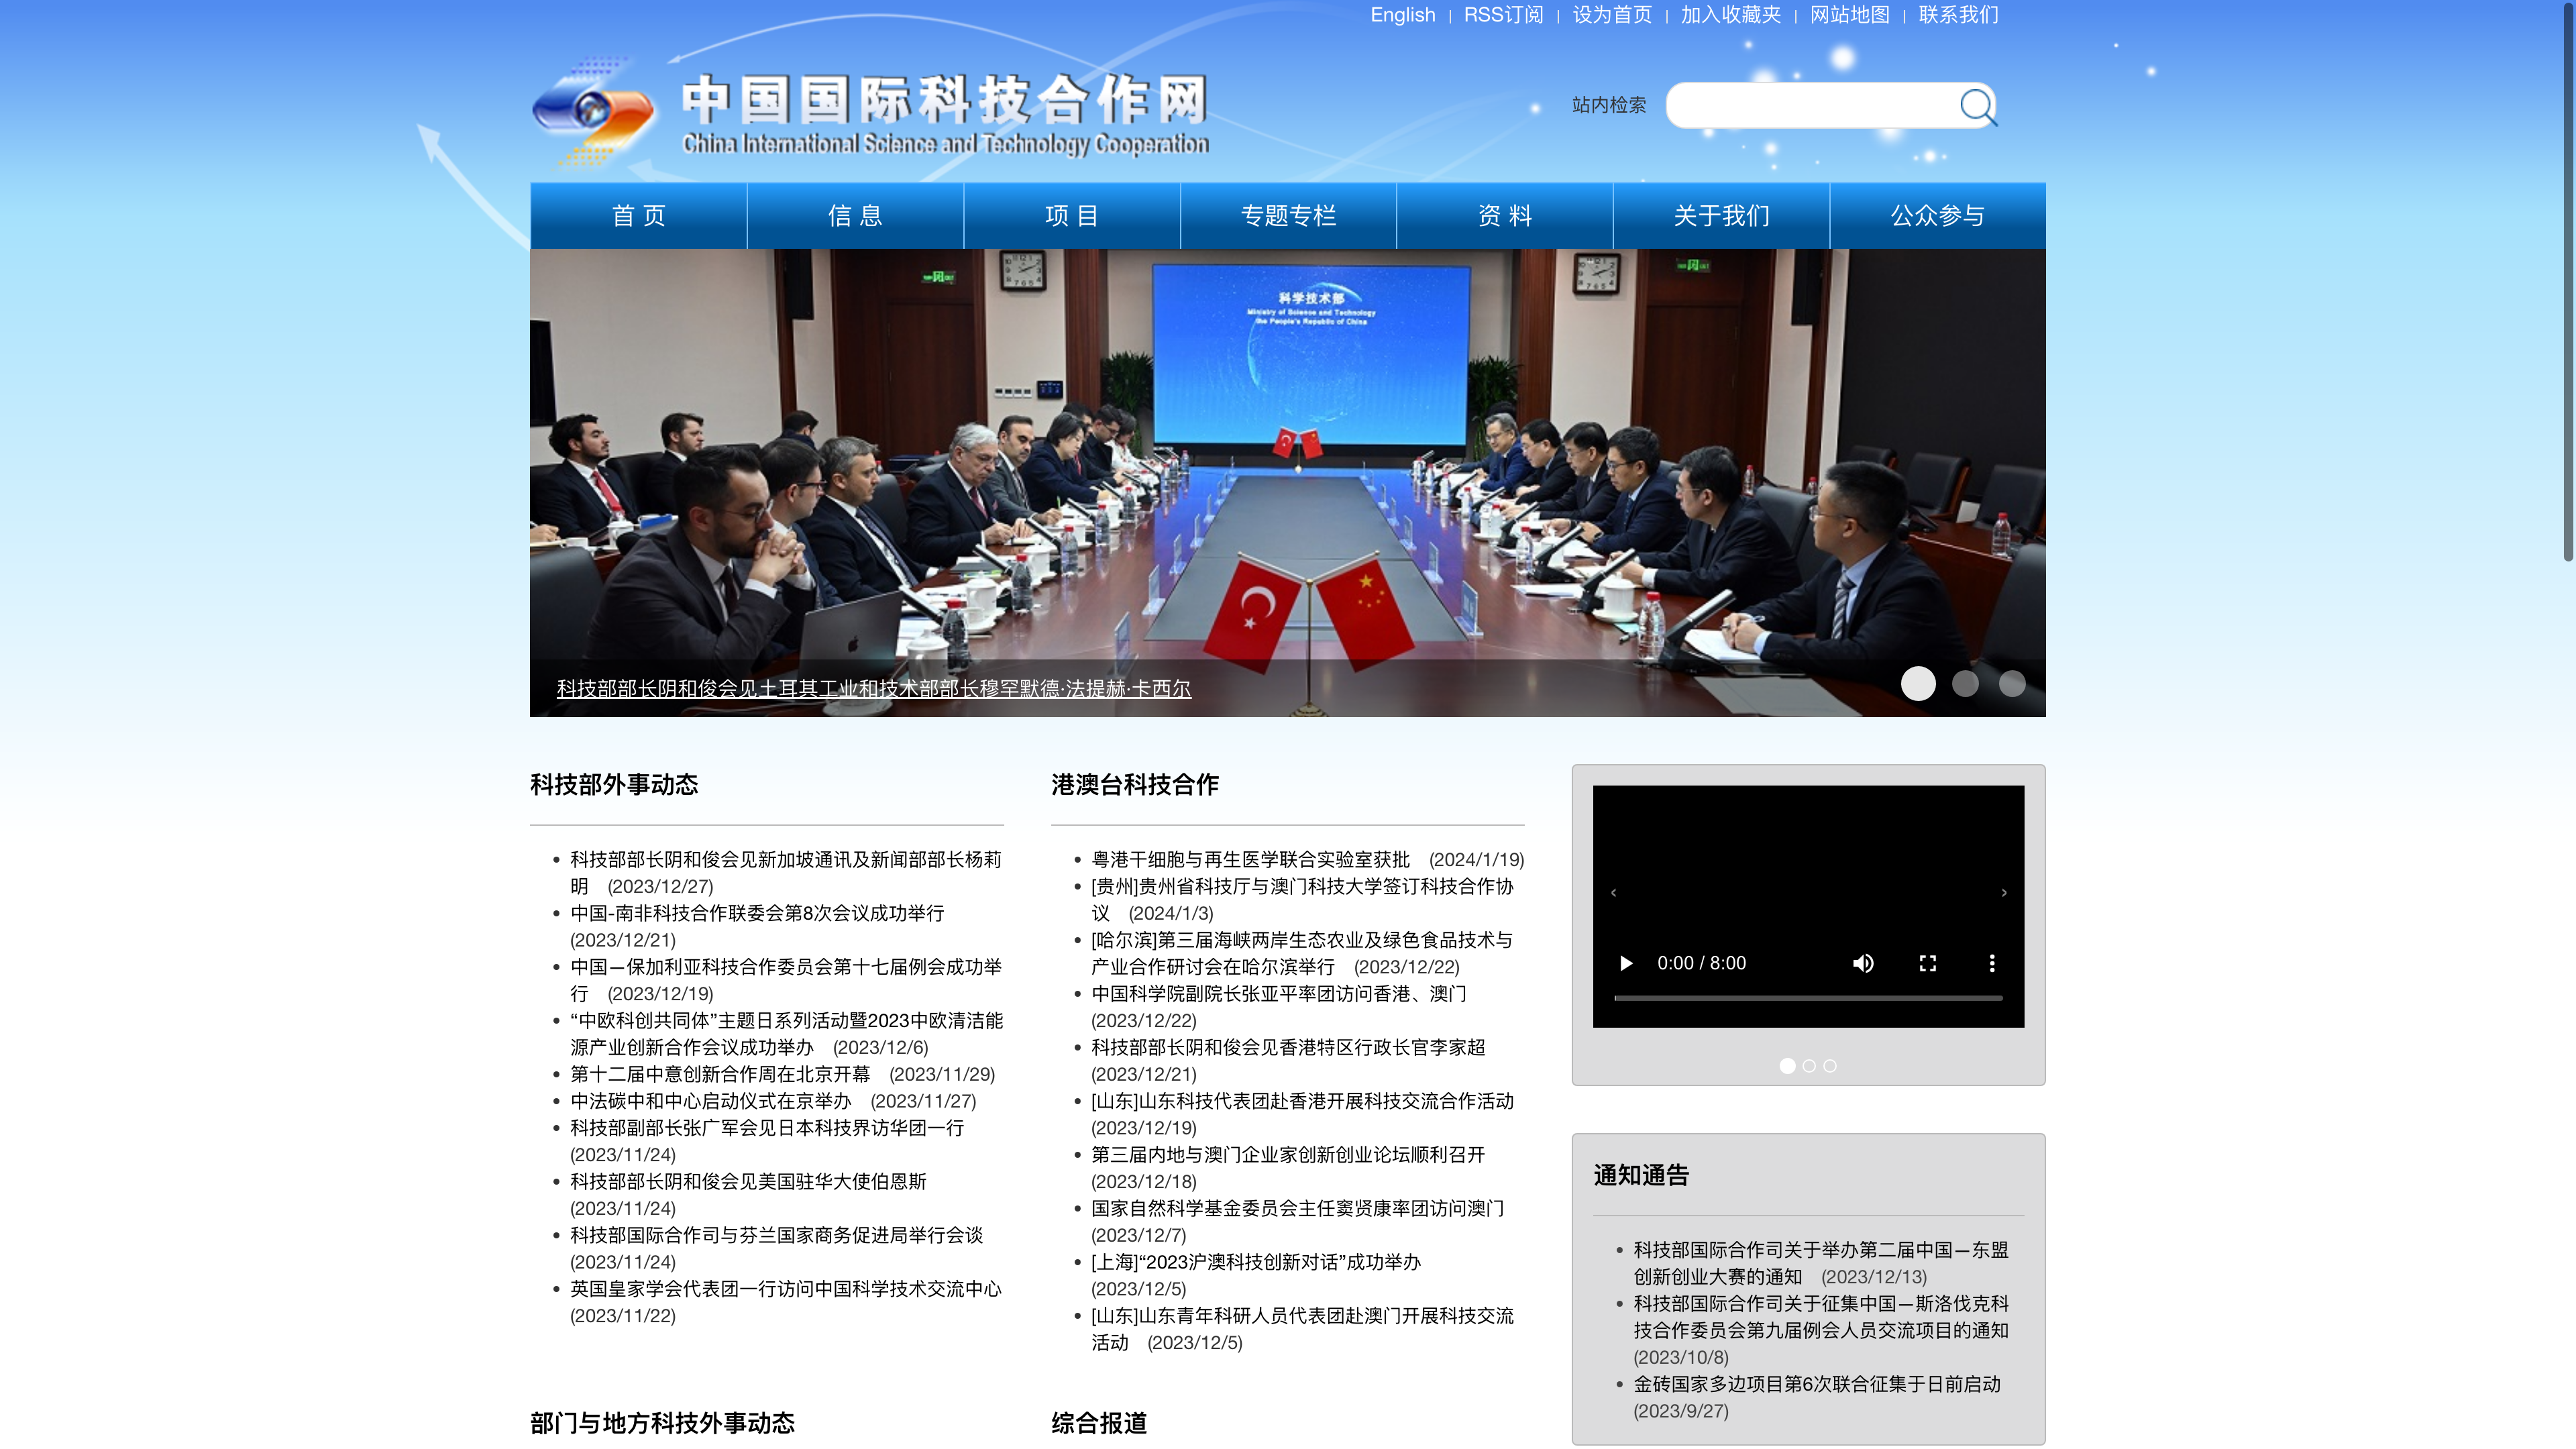 English | RSS订阅 | 设为首页 | 加入收藏夹 | 网站地图 | 联系我们
中国国际科技合作网
China International Science and Technology Cooperation
站内检索
首 页 信 息 项 目 专题专栏 资 料 关于我们 公众参与
科学技术部
Ministry of Science and Technology
the People's Republic of China
科技部部长阴和俊会见土耳其工业和技术部部长穆罕默德·法提赫·卡西尔
科技部外事动态
科技部部长阴和俊会见新加坡通讯及新闻部部长杨莉
明 (2023/12/27)
中国-南非科技合作联委会第8次会议成功举行
(2023/12/21)
中国—保加利亚科技合作委员会第十七届例会成功举
行 (2023/12/19)
“中欧科创共同体”主题日系列活动暨2023中欧清洁能
源产业创新合作会议成功举办 (2023/12/6)
第十二届中意创新合作周在北京开幕 (2023/11/29)
中法碳中和中心启动仪式在京举办 (2023/11/27)
科技部副部长张广军会见日本科技界访华团一行
(2023/11/24)
科技部部长阴和俊会见美国驻华大使伯恩斯
(2023/11/24)
科技部国际合作司与芬兰国家商务促进局举行会谈
(2023/11/24)
英国皇家学会代表团一行访问中国科学技术交流中心
(2023/11/22)
港澳台科技合作
粤港干细胞与再生医学联合实验室获批 (2024/1/19)
[贵州]贵州省科技厅与澳门科技大学签订科技合作协
议 (2024/1/3)
[哈尔滨]第三届海峡两岸生态农业及绿色食品技术与
产业合作研讨会在哈尔滨举行 (2023/12/22)
中国科学院副院长张亚平率团访问香港、澳门
(2023/12/22)
科技部部长阴和俊会见香港特区行政长官李家超
(2023/12/21)
[山东]山东科技代表团赴香港开展科技交流合作活动
(2023/12/19)
第三届内地与澳门企业家创新创业论坛顺利召开
(2023/12/18)
国家自然科学基金委员会主任窦贤康率团访问澳门
(2023/12/7)
[上海]“2023沪澳科技创新对话”成功举办
(2023/12/5)
[山东]山东青年科研人员代表团赴澳门开展科技交流
活动 (2023/12/5)
0:00 / 8:00
通知通告
科技部国际合作司关于举办第二届中国—东盟
创新创业大赛的通知 (2023/12/13)
科技部国际合作司关于征集中国—斯洛伐克科
技合作委员会第九届例会人员交流项目的通知
(2023/10/8)
金砖国家多边项目第6次联合征集于日前启动
(2023/9/27)
部门与地方科技外事动态
综合报道